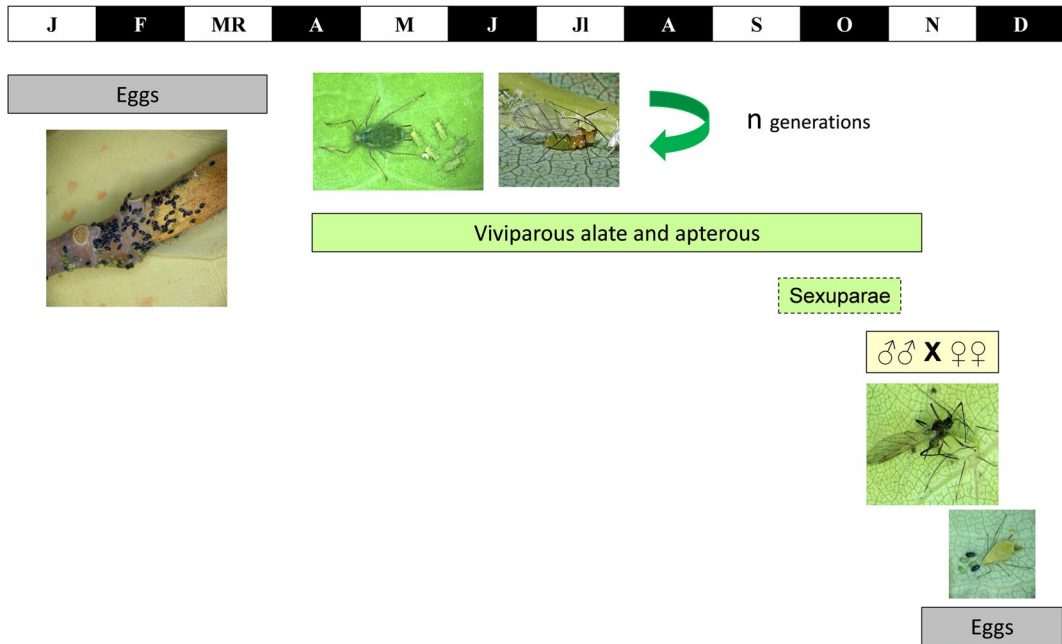 J F MR A M J Jl A S O N D
Eggs
n generations
Viviparous alate and apterous
Sexuparae
♂♂ X ♀♀
Eggs